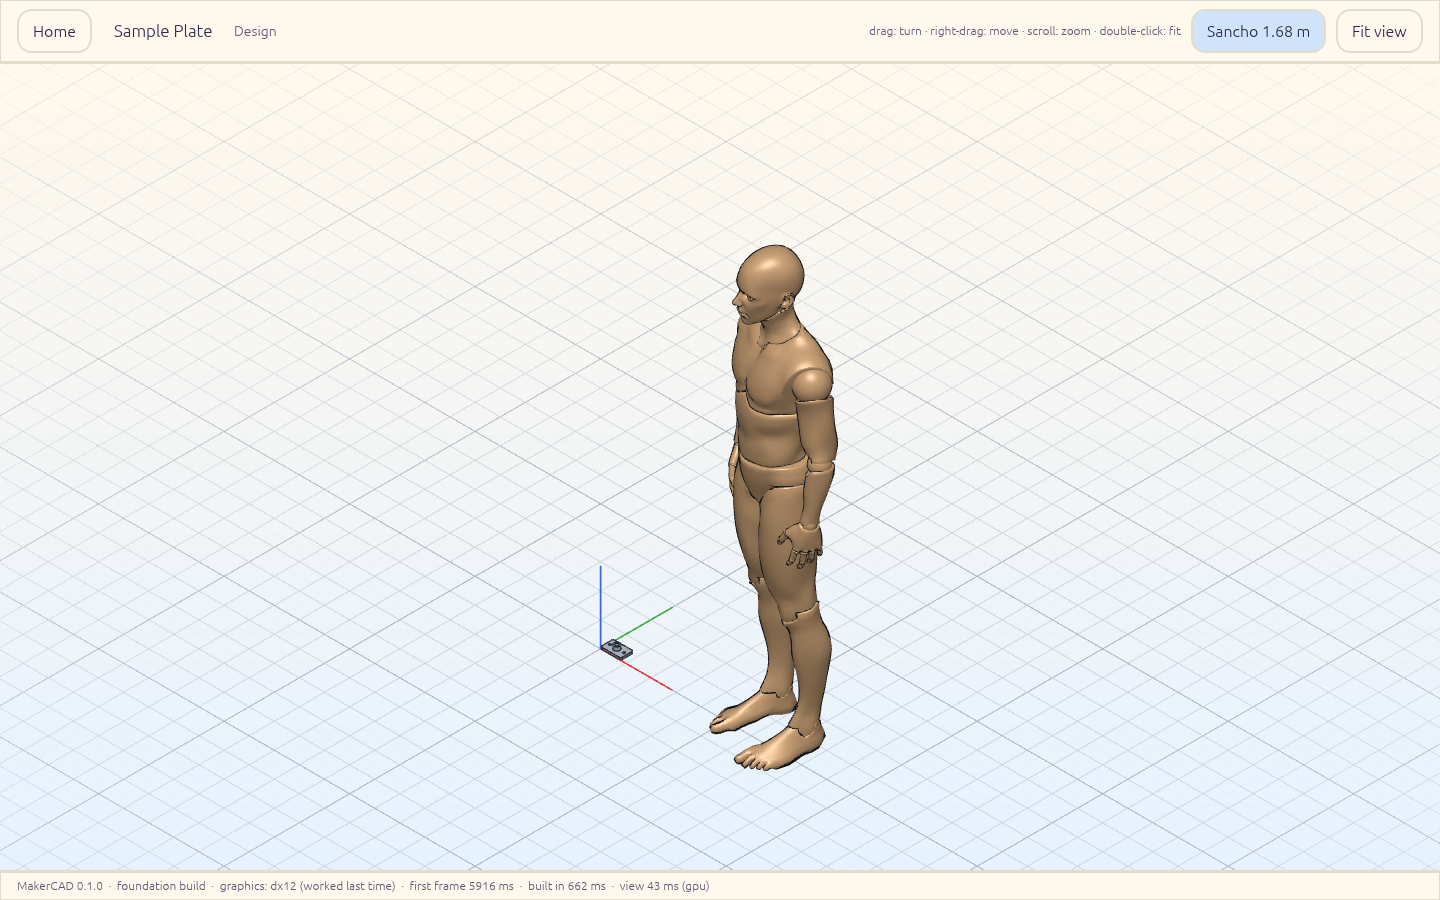 Home Sample Plate Design drag: turn · right-drag: move · scroll: zoom · double-click: fit Sancho 1.68 m Fit view
MakerCAD 0.1.0 · foundation build · graphics: dx12 (worked last time) · first frame 5916 ms · built in 662 ms · view 43 ms (gpu)